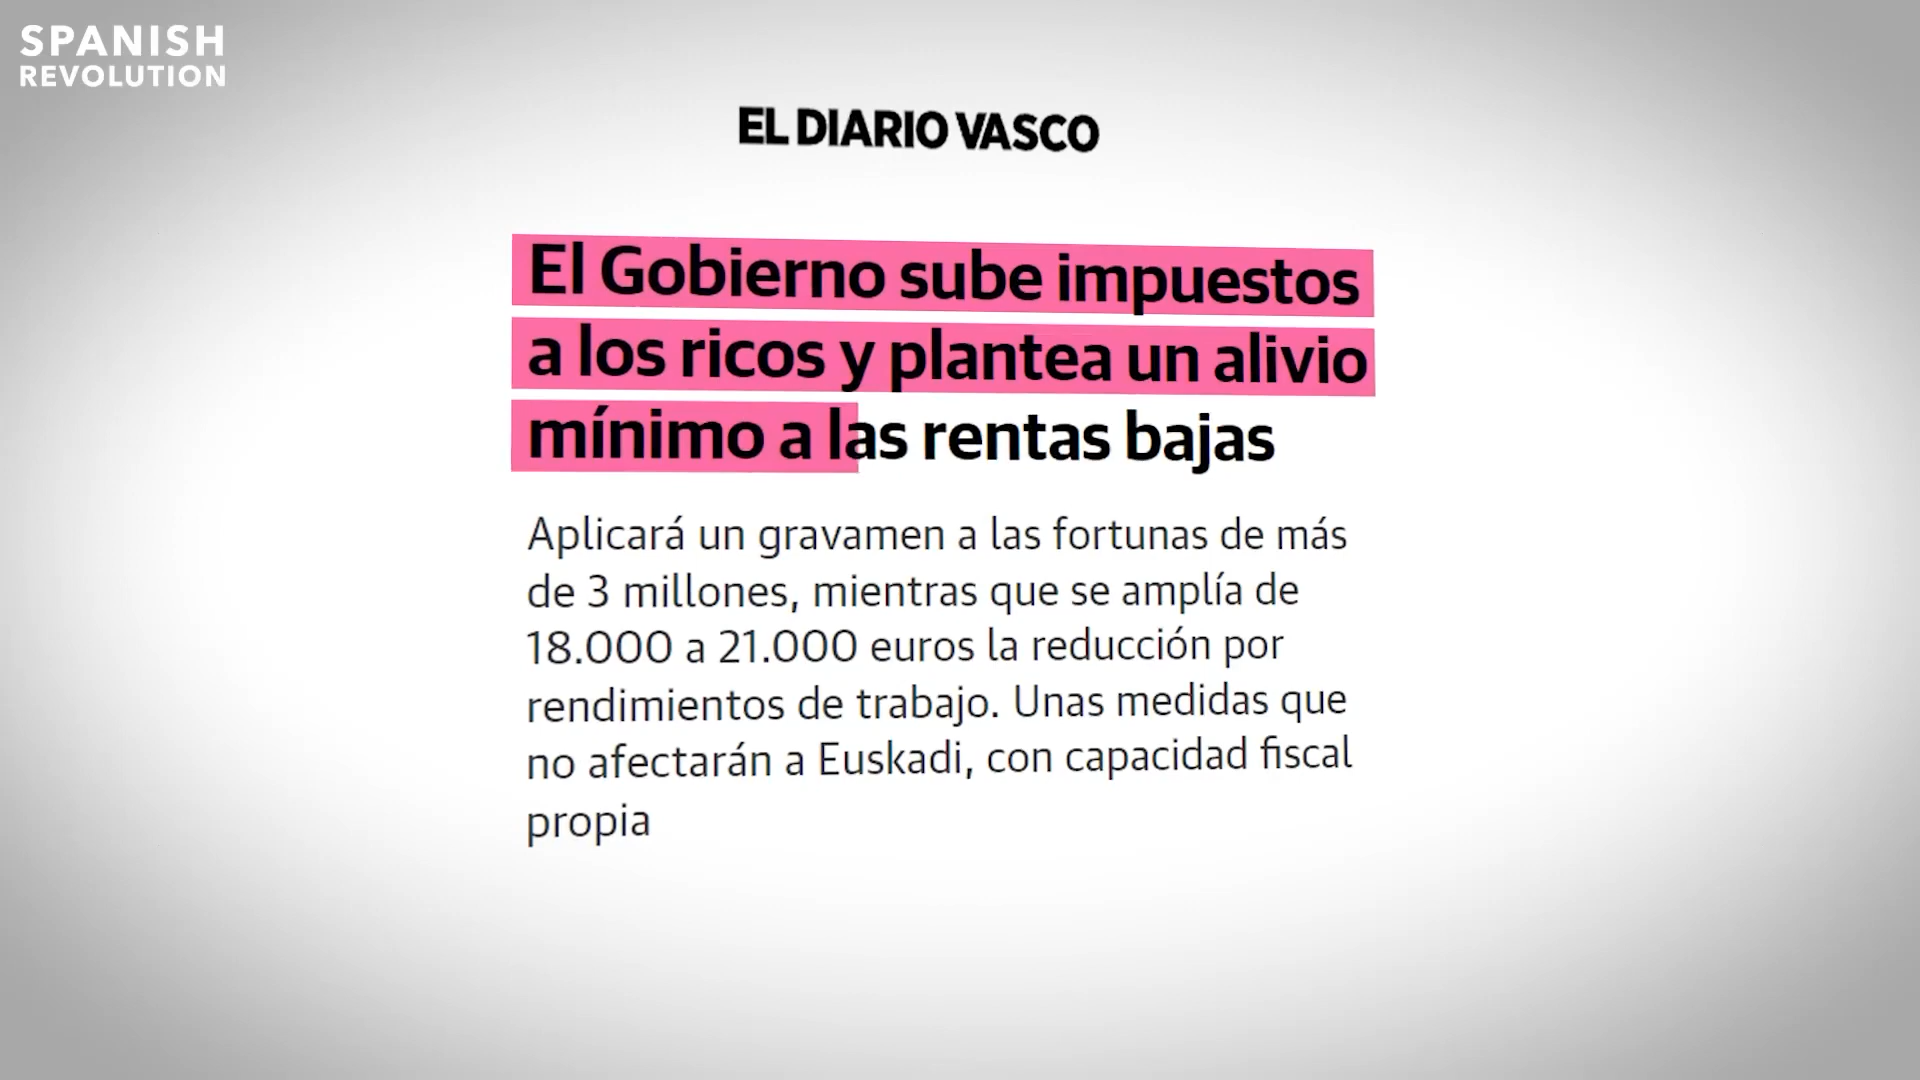 SPANISH
REVOLUTION
EL DIARIO VASCO
El Gobierno sube impuestos
a los ricos y plantea un alivio
mínimo a las rentas bajas
Aplicará un gravamen a las fortunas de más
de 3 millones, mientras que se amplía de
18.000 a 21.000 euros la reducción por
rendimientos de trabajo. Unas medidas que
no afectarán a Euskadi, con capacidad fiscal
propia